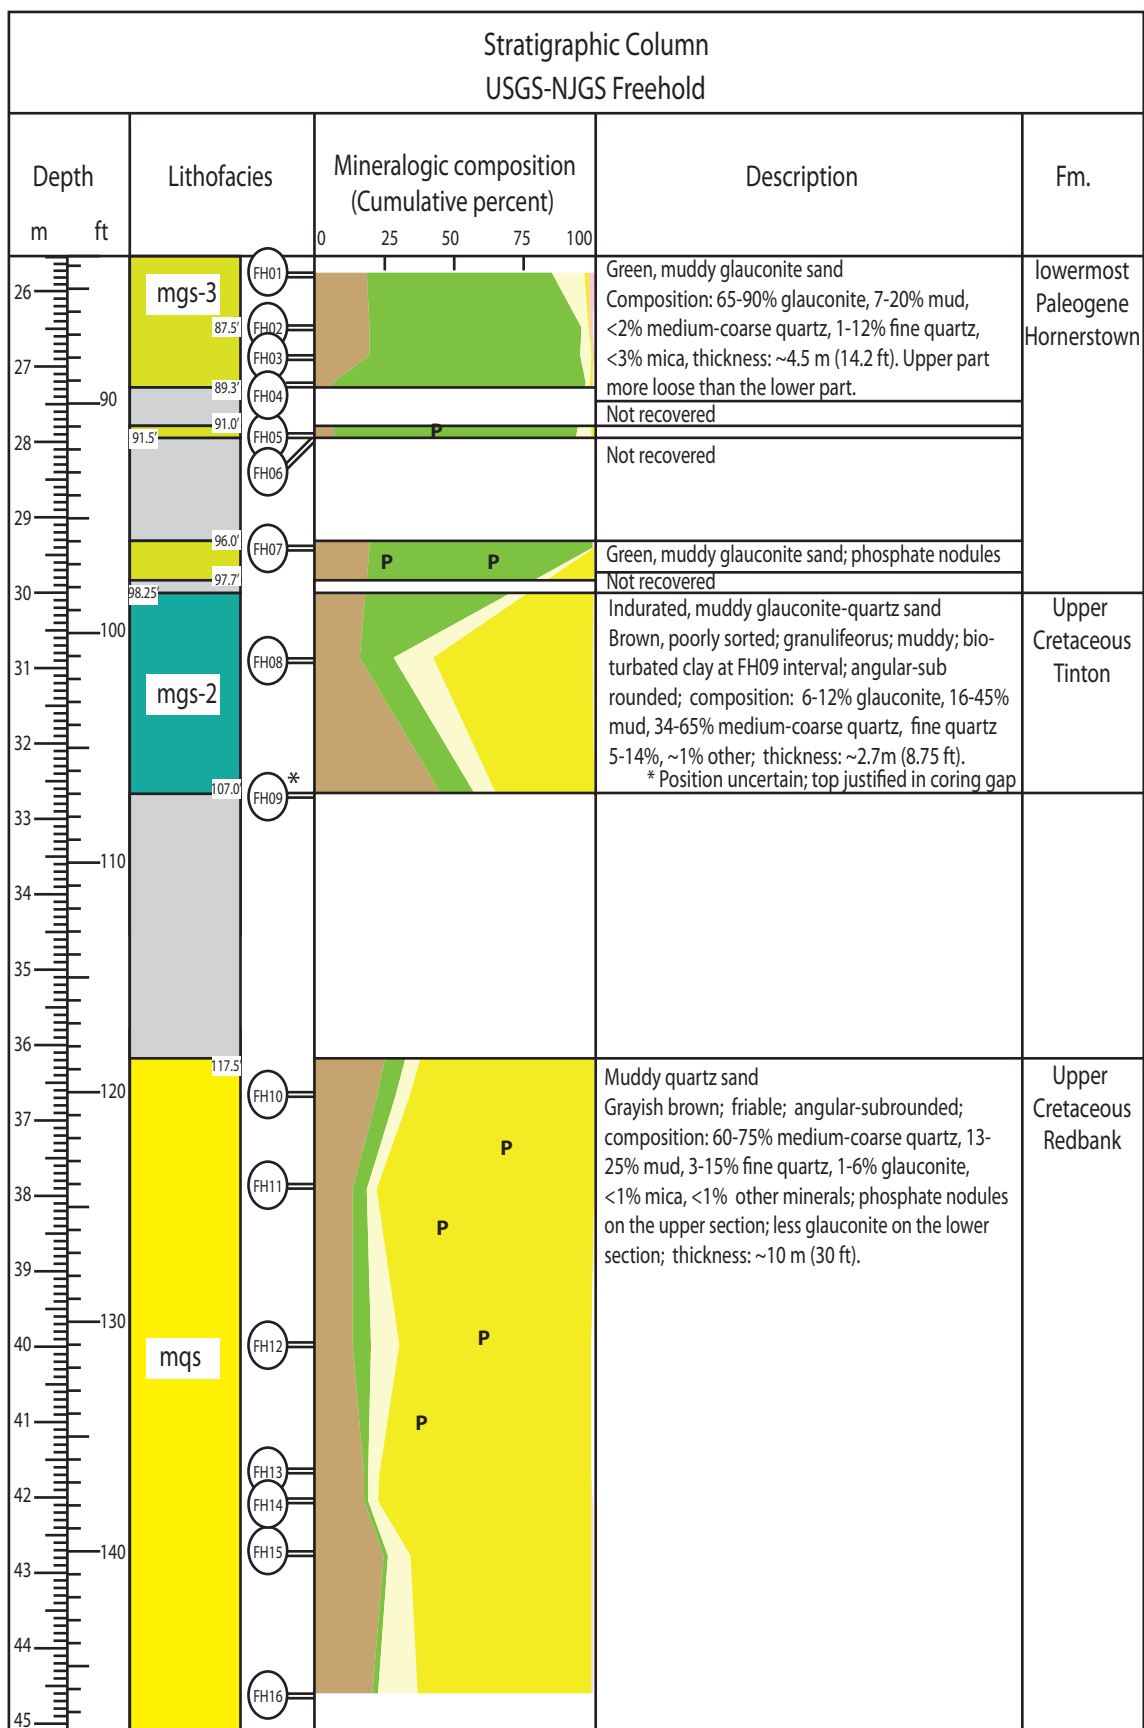 Stratigraphic Column
USGS-NJGS Freehold
Depth
m ft
Lithofacies
Mineralogic composition
(Cumulative percent)
0 25 50 75 100
Description
Fm.
26
27
28
29
30
31
32
33
34
35
36
37
38
39
40
41
42
43
44
45
90
100
110
120
130
140
mgs-3
87.5'
89.3'
91.0'
91.5'
96.0'
97.7'
98.25'
mgs-2
107.0'
117.5'
mqs
FH01
FH02
FH03
FH04
FH05
FH06
FH07
FH08
FH09 *
FH10
FH11
FH12
FH13
FH14
FH15
FH16
P
P P
P
P
P
P
Green, muddy glauconite sand
Composition: 65-90% glauconite, 7-20% mud,
<2% medium-coarse quartz, 1-12% fine quartz,
<3% mica, thickness: ~4.5 m (14.2 ft). Upper part
more loose than the lower part.
Not recovered
Not recovered
Green, muddy glauconite sand; phosphate nodules
Not recovered
Indurated, muddy glauconite-quartz sand
Brown, poorly sorted; granulifeorus; muddy; bio-
turbated clay at FH09 interval; angular-sub
rounded; composition: 6-12% glauconite, 16-45%
mud, 34-65% medium-coarse quartz, fine quartz
5-14%, ~1% other; thickness: ~2.7m (8.75 ft).
* Position uncertain; top justified in coring gap
Muddy quartz sand
Grayish brown; friable; angular-subrounded;
composition: 60-75% medium-coarse quartz, 13-
25% mud, 3-15% fine quartz, 1-6% glauconite,
<1% mica, <1% other minerals; phosphate nodules
on the upper section; less glauconite on the lower
section; thickness: ~10 m (30 ft).
lowermost
Paleogene
Hornerstown
Upper
Cretaceous
Tinton
Upper
Cretaceous
Redbank